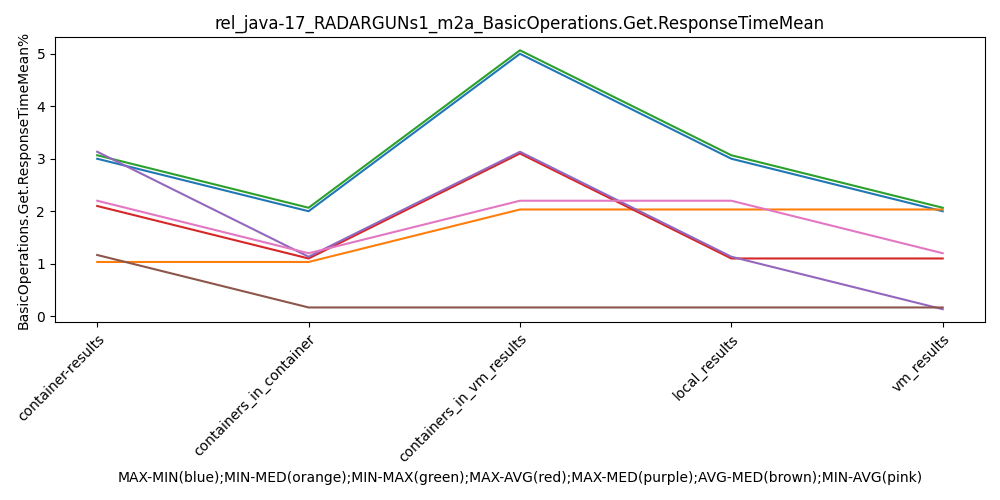 rel_java-17_RADARGUNs1_m2a_BasicOperations.Get.ResponseTimeMean
BasicOperations.Get.ResponseTimeMean%
5
4
3
2
1
0
container-results
containers_in_container
containers_in_vm_results
local_results
vm_results
MAX-MIN(blue);MIN-MED(orange);MIN-MAX(green);MAX-AVG(red);MAX-MED(purple);AVG-MED(brown);MIN-AVG(pink)